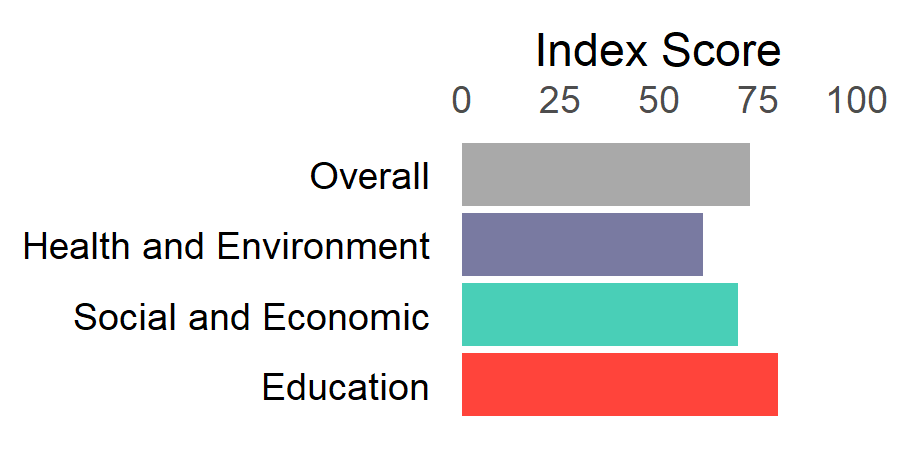 Index Score
0 25 50 75 100
Overall
Health and Environment
Social and Economic
Education